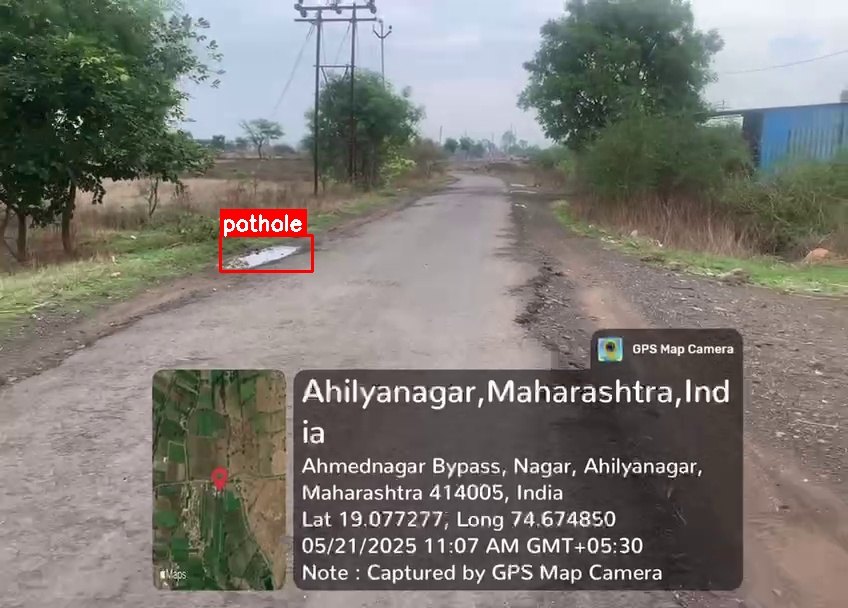 pothole
GPS Map Camera
Ahilyanagar,Maharashtra,Ind
ia
Ahmednagar Bypass, Nagar, Ahilyanagar,
Maharashtra 414005, India
Lat 19.077277, Long 74.674850
05/21/2025 11:07 AM GMT+05:30
Note : Captured by GPS Map Camera
Maps